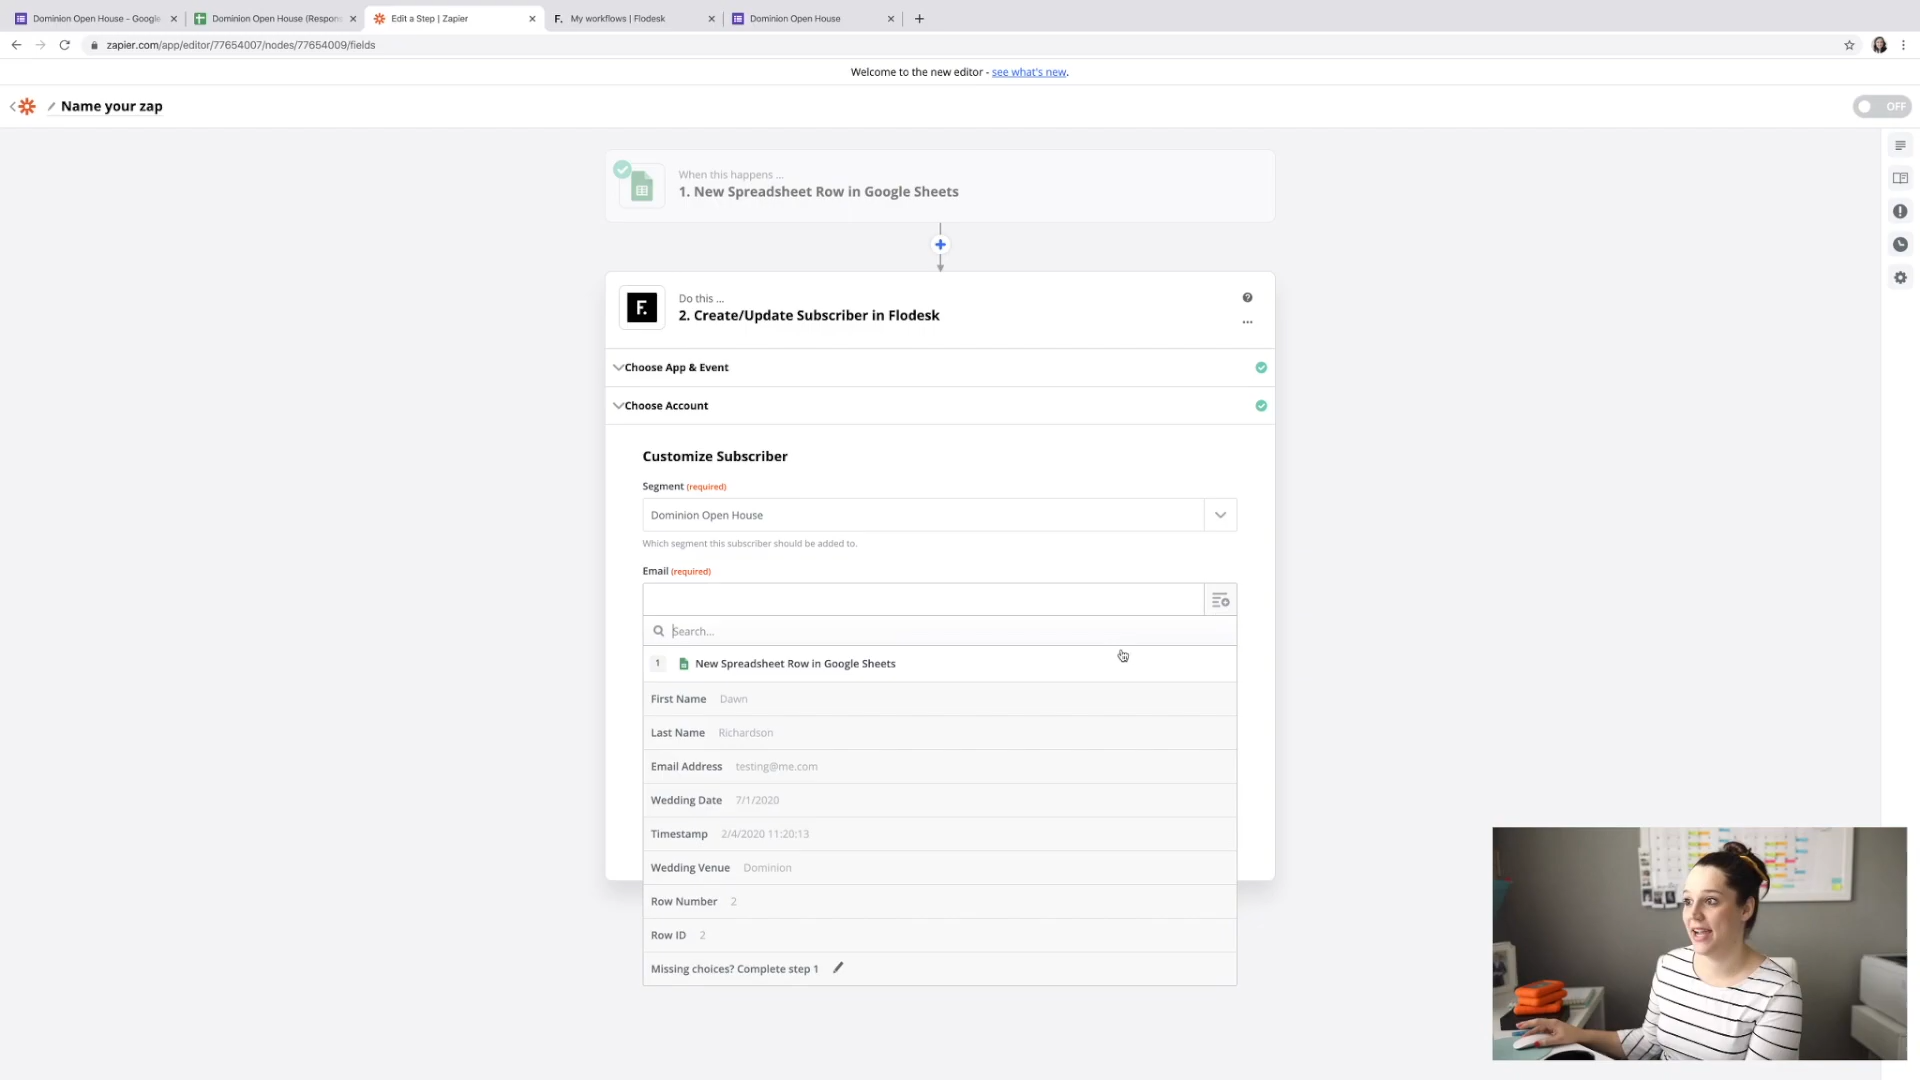 Dominion Open House - Google
Dominion Open House (Respon
Edit a Step | Zapier
F. My workflows | Flodesk
Dominion Open House
zapier.com/app/editor/77654007/nodes/77654009/fields
Welcome to the new editor - see what's new.
Name your zap
OFF
When this happens ...
1. New Spreadsheet Row in Google Sheets
F.
Do this ...
2. Create/Update Subscriber in Flodesk
Choose App & Event
Choose Account
Customize Subscriber
Segment (required)
Dominion Open House
Which segment this subscriber should be added to.
Email (required)
Search...
1 New Spreadsheet Row in Google Sheets
First Name Dawn
Last Name Richardson
Email Address testing@me.com
Wedding Date 7/1/2020
Timestamp 2/4/2020 11:20:13
Wedding Venue Dominion
Row Number 2
Row ID 2
Missing choices? Complete step 1